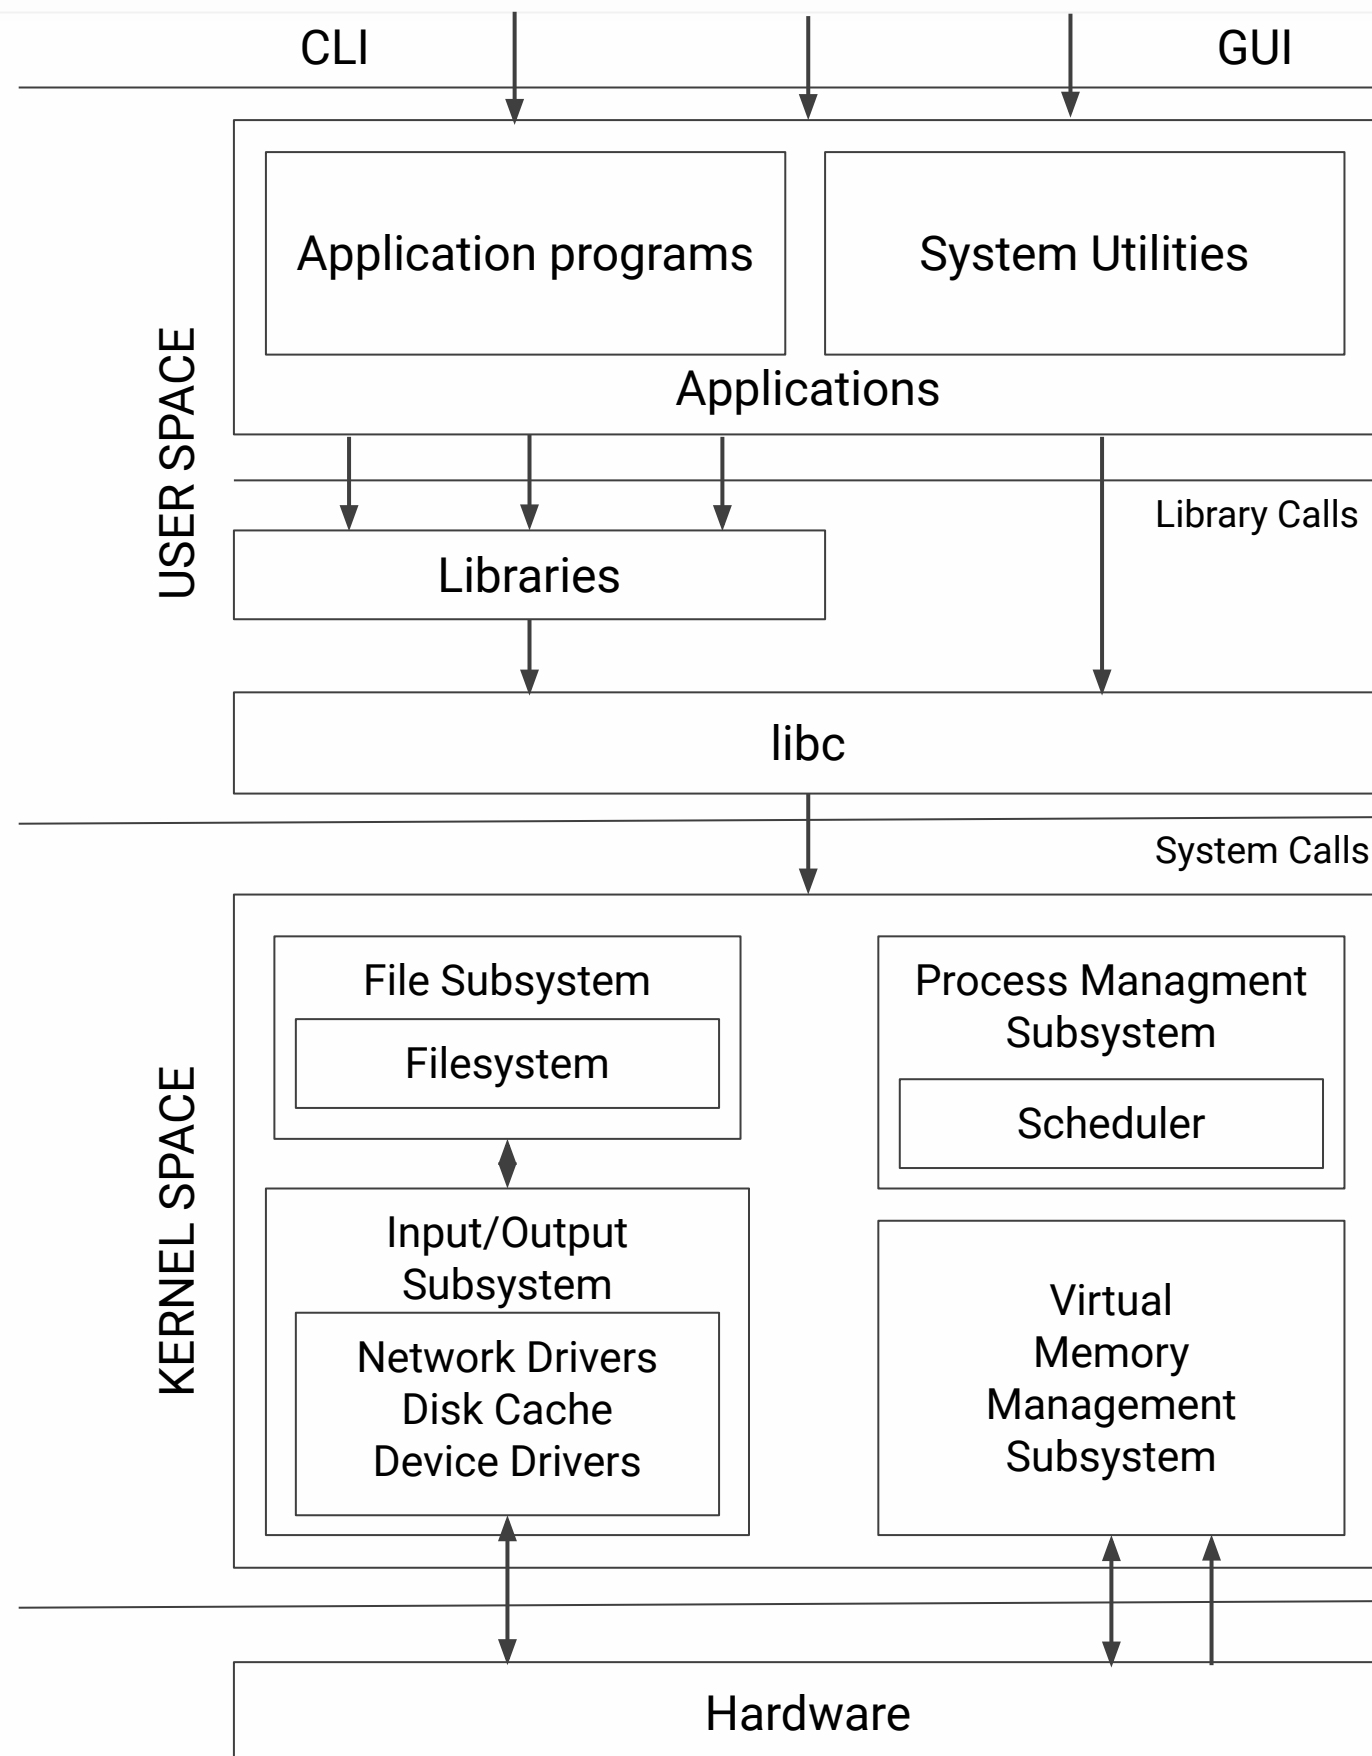 CLI
GUI
Application programs
System Utilities
Applications
USER SPACE
Library Calls
Libraries
libc
System Calls
KERNEL SPACE
File Subsystem
Filesystem
Process Managment
Subsystem
Scheduler
Input/Output
Subsystem
Network Drivers
Disk Cache
Device Drivers
Virtual
Memory
Management
Subsystem
Hardware